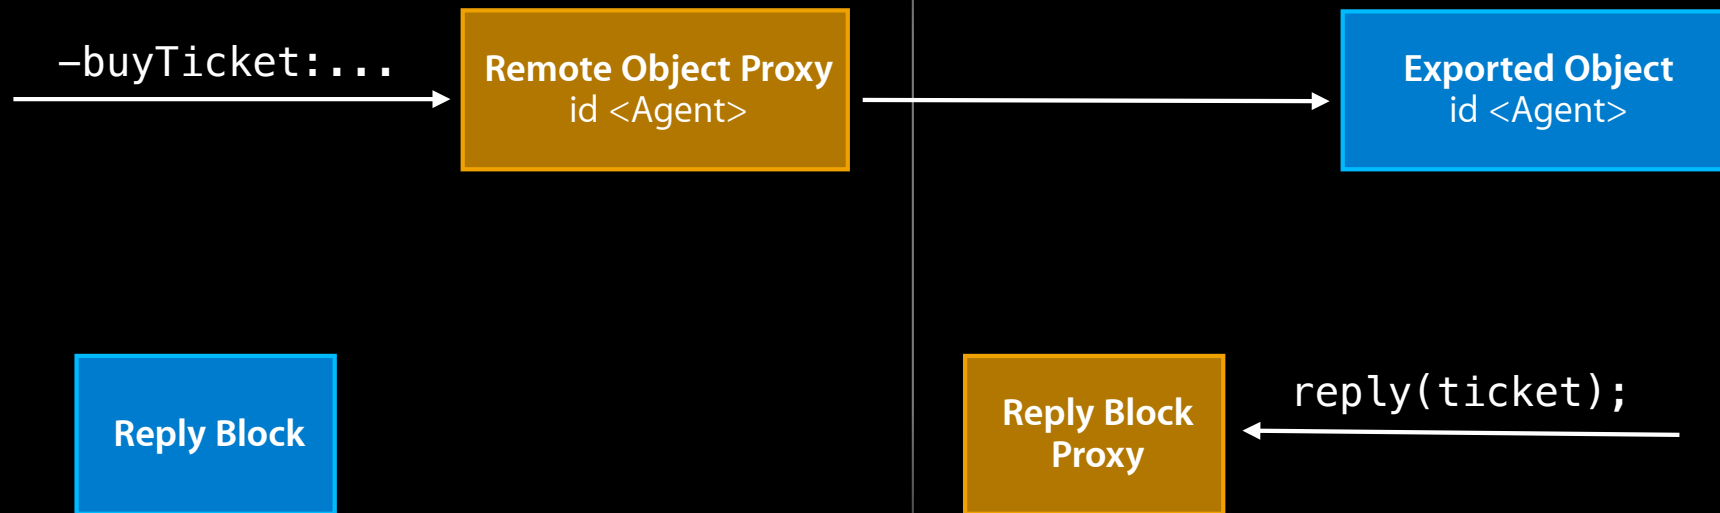 –buyTicket:...
Remote Object Proxy
id <Agent>
Exported Object
id <Agent>
Reply Block
Reply Block
Proxy
reply(ticket);